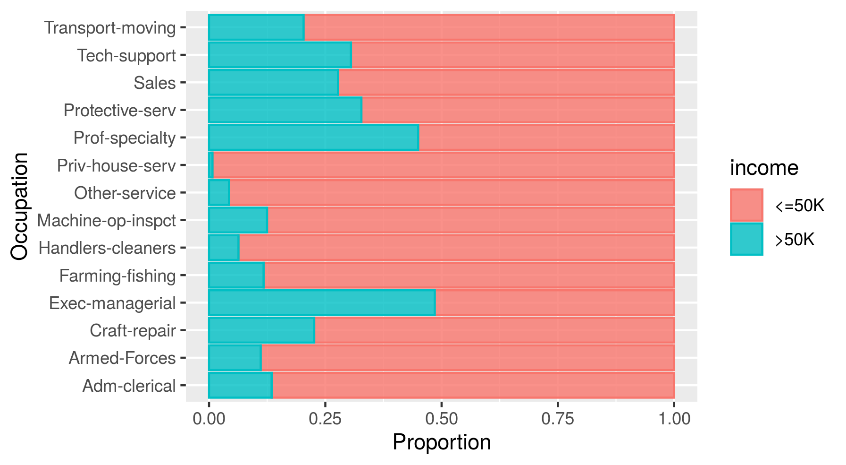 Transport-moving
Tech-support
Sales
Protective-serv
Prof-specialty
Priv-house-serv
Other-service
Machine-op-inspct
Handlers-cleaners
Farming-fishing
Exec-managerial
Craft-repair
Armed-Forces
Adm-clerical
Occupation
0.00 0.25 0.50 0.75 1.00
Proportion
income
<=50K
>50K